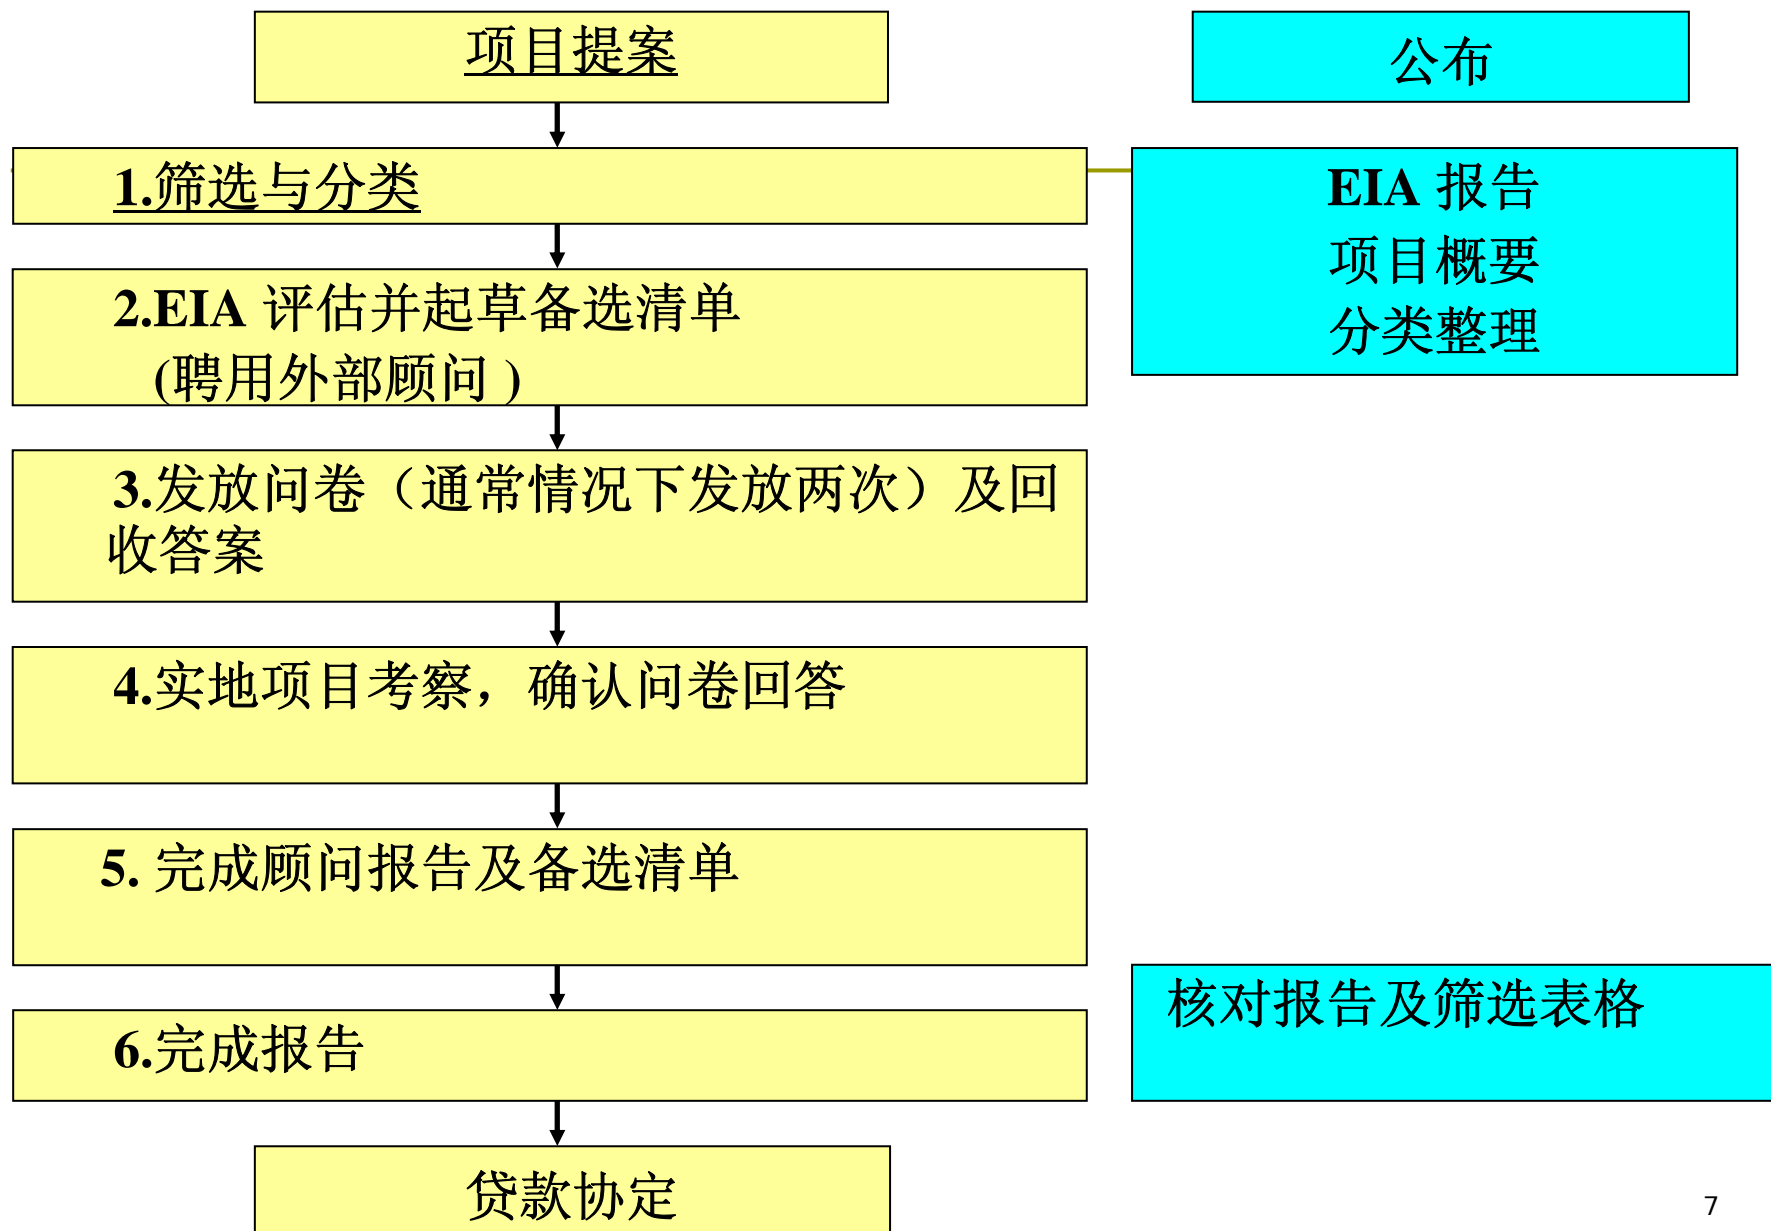 项目提案
公布
1.筛选与分类
EIA 报告
项目概要
分类整理
2.EIA 评估并起草备选清单
(聘用外部顾问 )
3.发放问卷（通常情况下发放两次）及回
收答案
4.实地项目考察，确认问卷回答
5. 完成顾问报告及备选清单
核对报告及筛选表格
6.完成报告
贷款协定
7